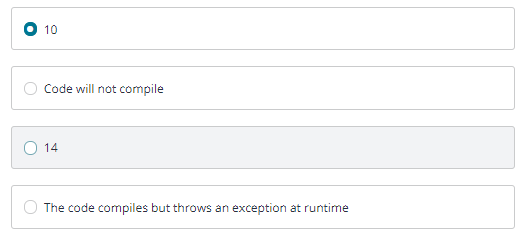 10
Code will not compile
14
The code compiles but throws an exception at runtime